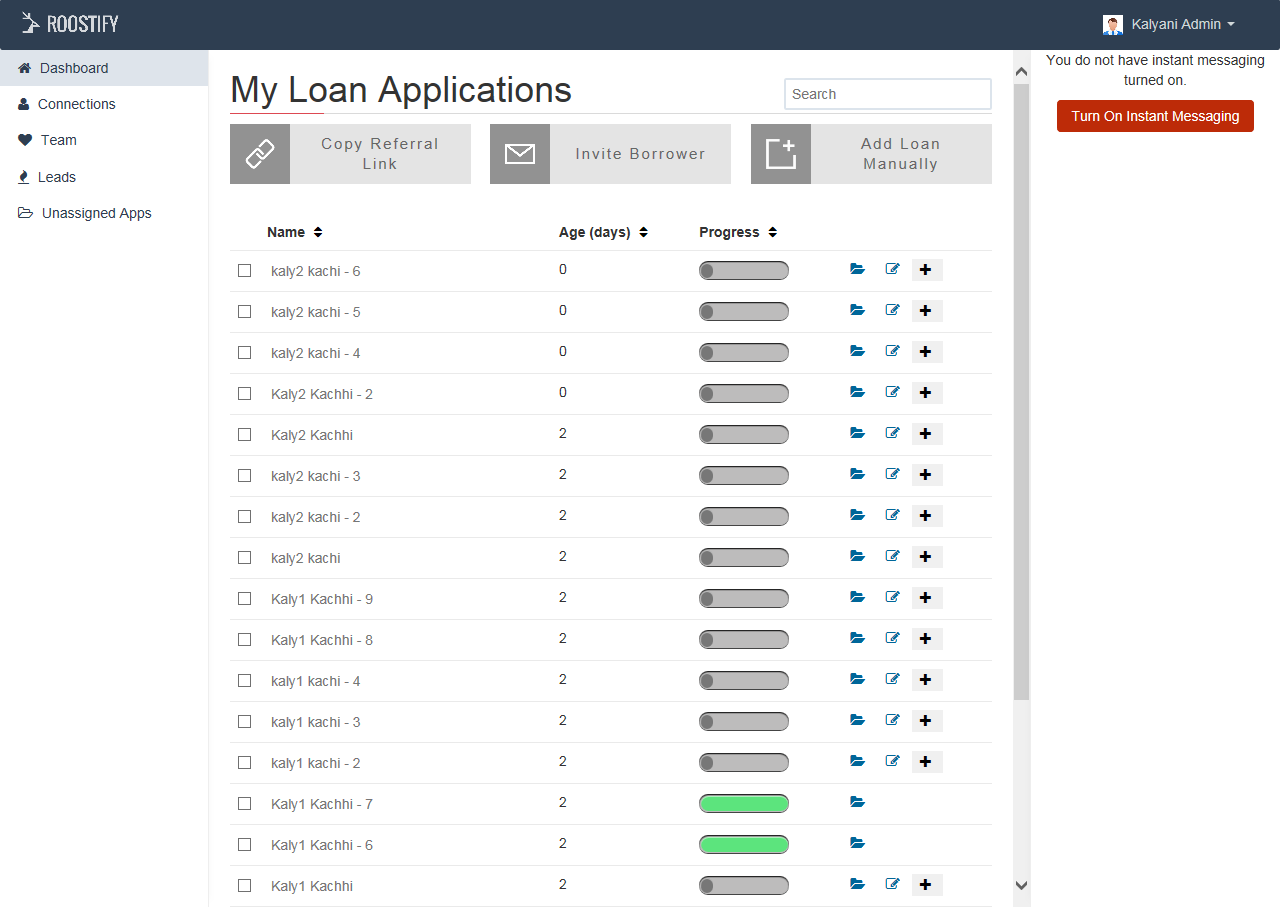 ROOSTIFY
Kalyani Admin
Dashboard
Connections
Team
Leads
Unassigned Apps
My Loan Applications
Search
Copy Referral
Link
Invite Borrower
Add Loan
Manually
Name Age (days) Progress
kaly2 kachi - 6 0
kaly2 kachi - 5 0
kaly2 kachi - 4 0
Kaly2 Kachhi - 2 0
Kaly2 Kachhi 2
kaly2 kachi - 3 2
kaly2 kachi - 2 2
kaly2 kachi 2
Kaly1 Kachhi - 9 2
Kaly1 Kachhi - 8 2
kaly1 kachi - 4 2
kaly1 kachi - 3 2
kaly1 kachi - 2 2
Kaly1 Kachhi - 7 2
Kaly1 Kachhi - 6 2
Kaly1 Kachhi 2
You do not have instant messaging
turned on.
Turn On Instant Messaging